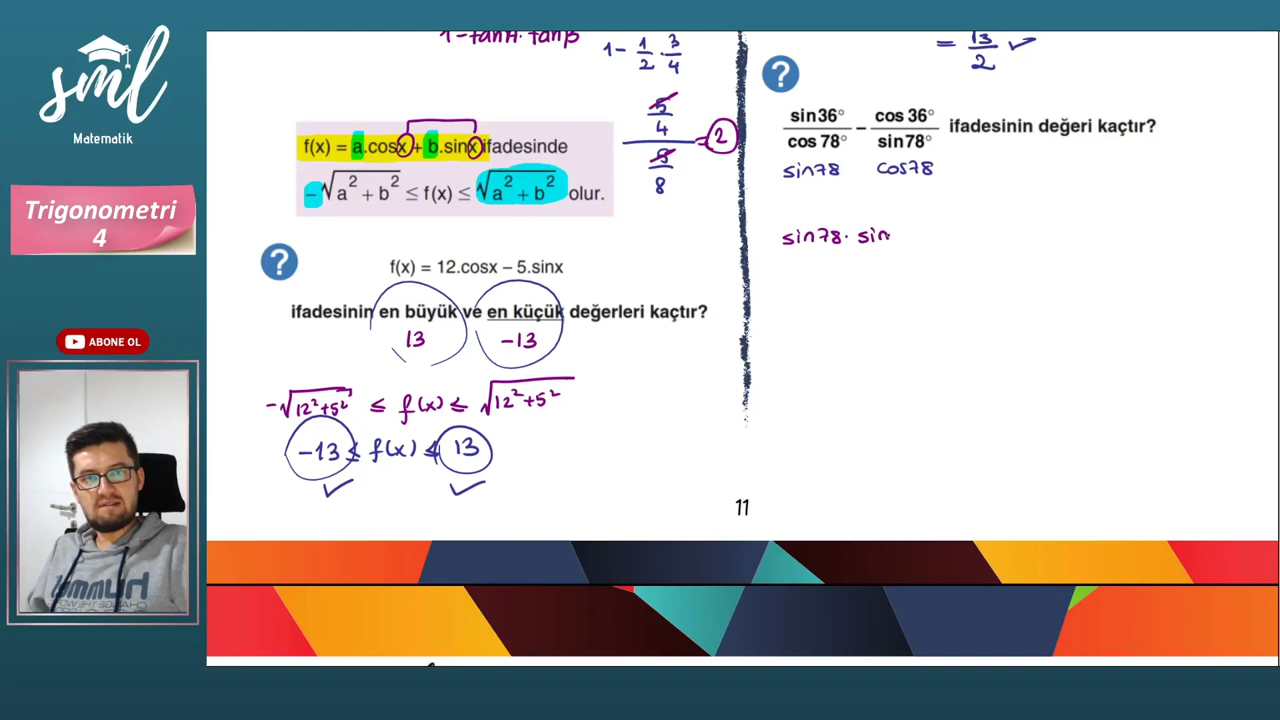 sml
Matematik
Trigonometri
4
ABONE OL
1-tanA.tanB
1- 1/2 . 3/4
5/4
5/8
= 2
f(x) = a.cosx + b.sinx ifadesinde
-√(a² + b²) ≤ f(x) ≤ √(a² + b²) olur.
?
f(x) = 12.cosx – 5.sinx
ifadesinin en büyük ve en küçük değerleri kaçtır?
13 -13
-√(12²+5²) ≤ f(x) ≤ √(12²+5²)
-13 ≤ f(x) ≤ 13
= 13/2 ✓
?
sin36°/cos78° – cos36°/sin78° ifadesinin değeri kaçtır?
sin78 cos78
sin78. sin
11